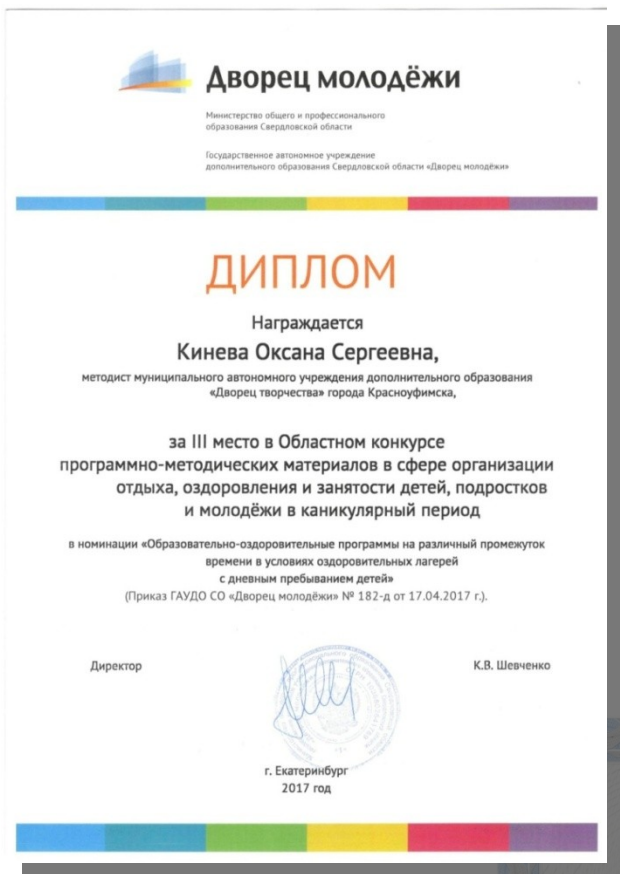 Дворец молодёжи
Министерство общего и профессионального
образования Свердловской области
Государственное автономное учреждение
дополнительного образования Свердловской области «Дворец молодёжи»
ДИПЛОМ
Награждается
Кинева Оксана Сергеевна,
методист муниципального автономного учреждения дополнительного образования
«Дворец творчества» города Красноуфимска,
за III место в Областном конкурсе
программно-методических материалов в сфере организации
отдыха, оздоровления и занятости детей, подростков
и молодёжи в каникулярный период
в номинации «Образовательно-оздоровительные программы на различный промежуток
времени в условиях оздоровительных лагерей
с дневным пребыванием детей»
(Приказ ГАУДО СО «Дворец молодёжи» № 182-д от 17.04.2017 г.).
Директор
К.В. Шевченко
г. Екатеринбург
2017 год